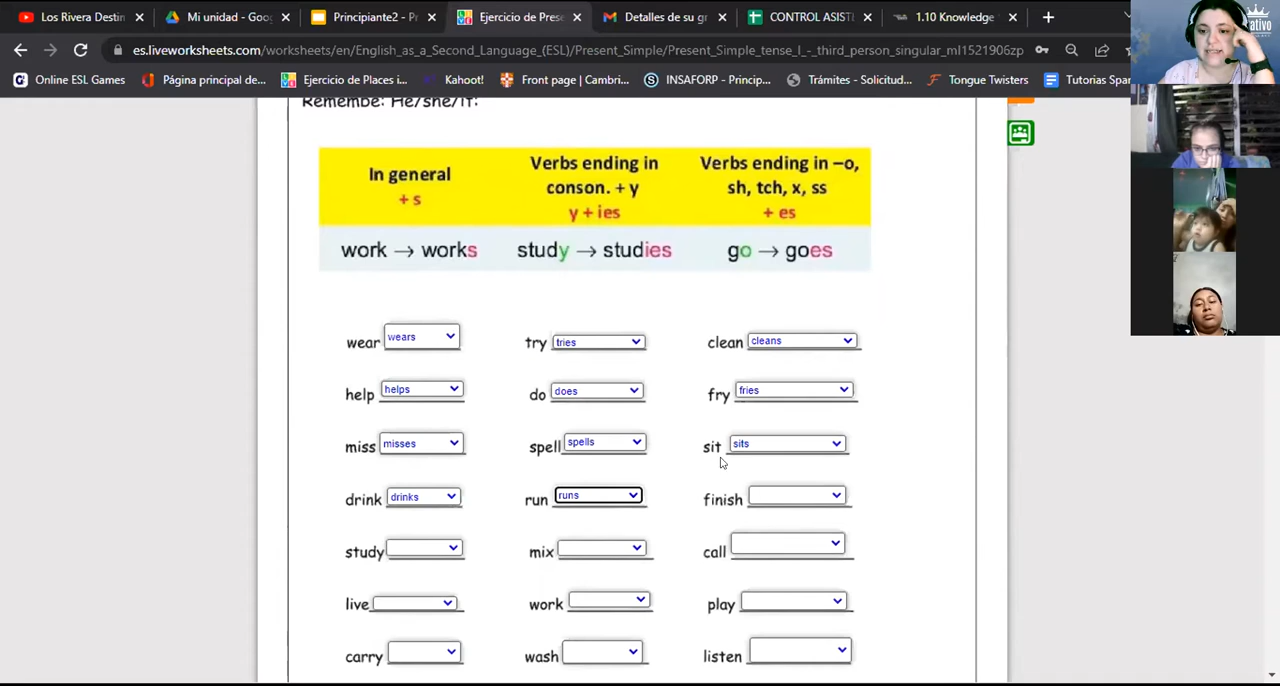 Los Rivera Destin
Mi unidad - Goog
Principiante2 - P
Ejercicio de Prese
Detalles de su gr
CONTROL ASIST
1.10 Knowledge
es.liveworksheets.com/worksheets/en/English_as_a_Second_Language_(ESL)/Present_Simple/Present_Simple_tense_I_-_third_person_singular_ml1521906zp
Online ESL Games
Página principal de...
Ejercicio de Places i...
Kahoot!
Front page | Cambri...
INSAFORP - Princip...
Trámites - Solicitud...
Tongue Twisters
Tutorias Span
Remember: He/she/it:
In general
+ s
Verbs ending in
conson. + y
y + ies
Verbs ending in –o,
sh, tch, x, ss
+ es
work → works
study → studies
go → goes
wear wears try tries clean cleans
help helps do does fry fries
miss misses spell spells sit sits
drink drinks run runs finish
study mix call
live work play
carry wash listen